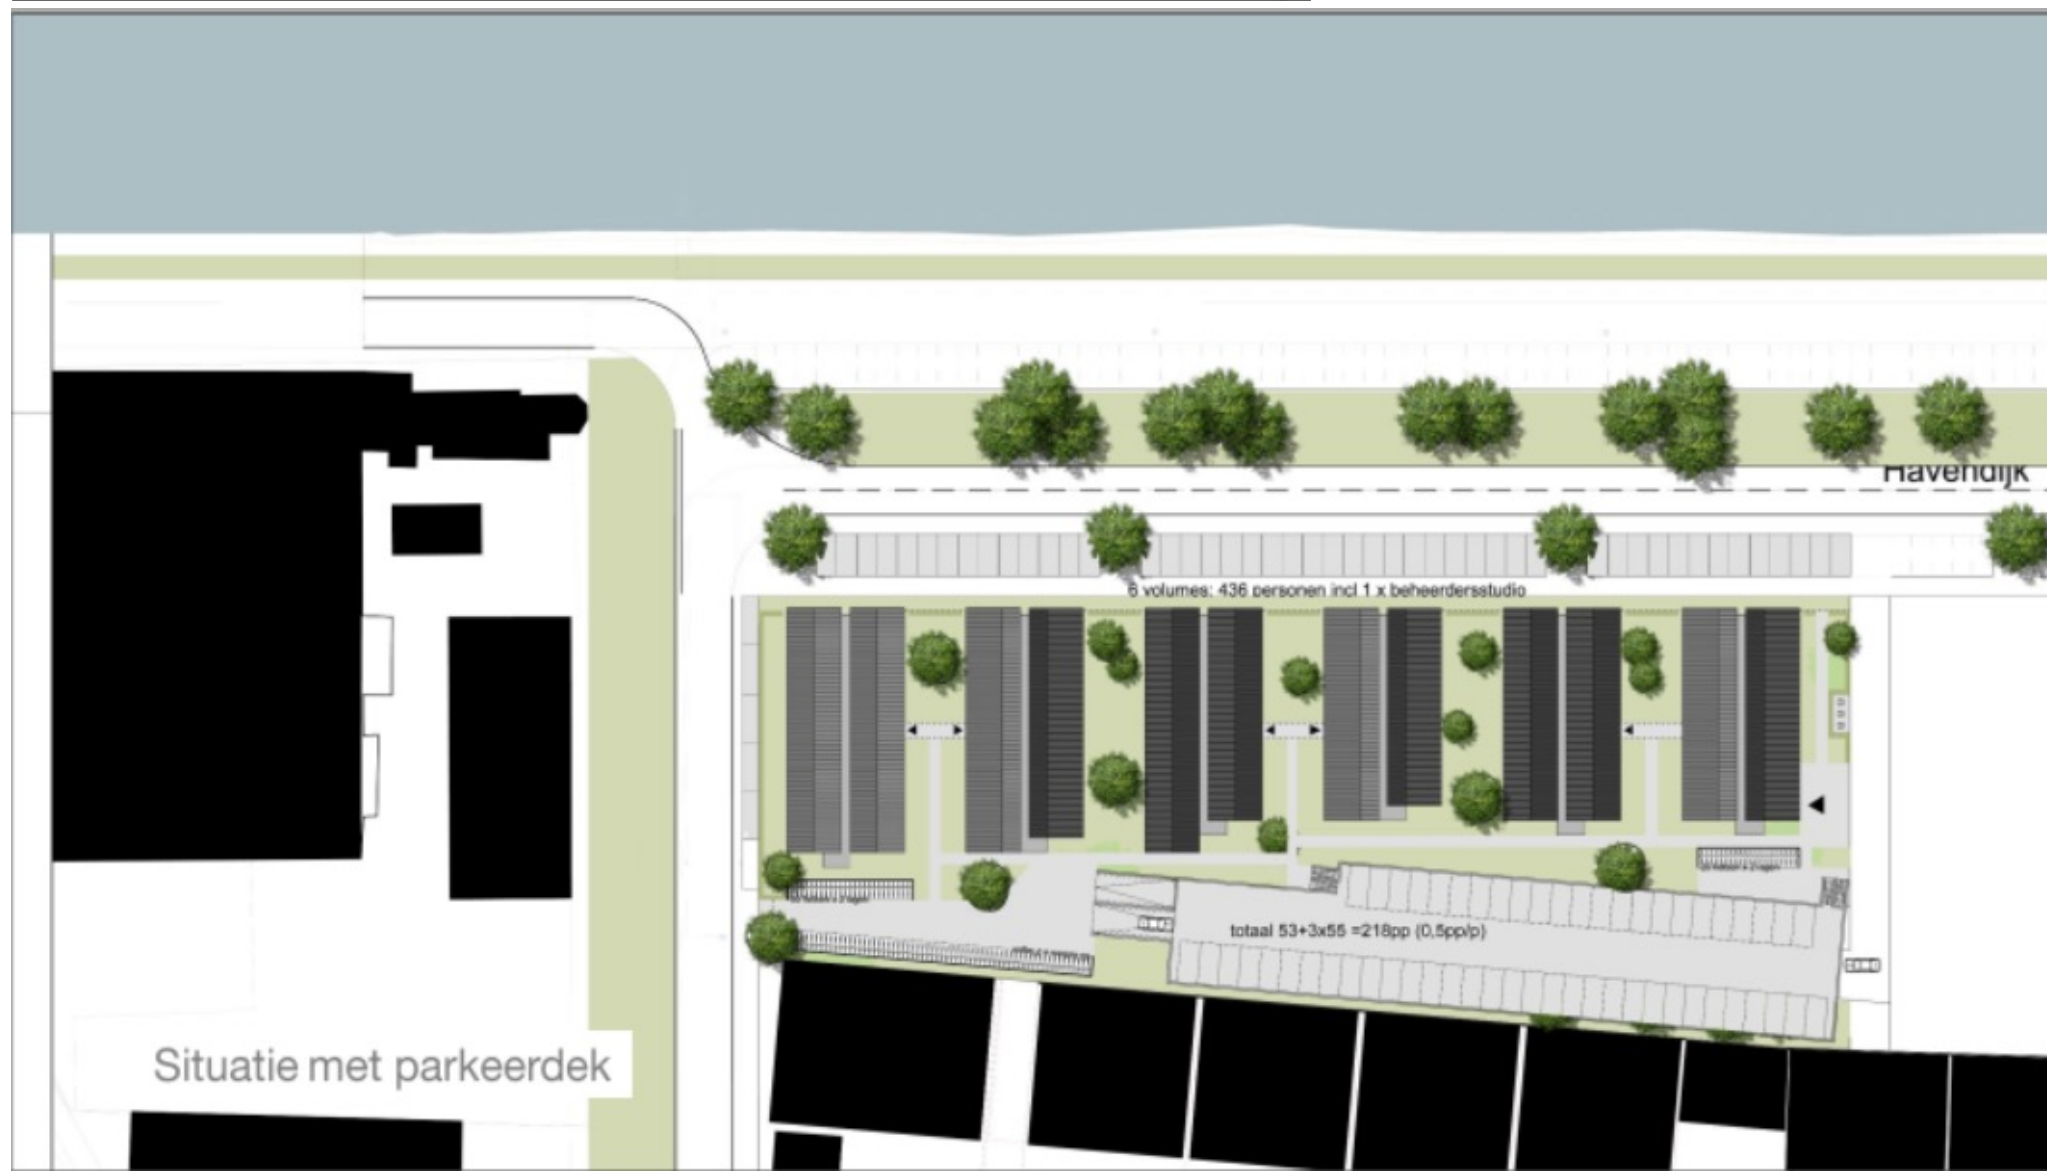 Havendijk
6 volumes: 436 personen incl 1 x beheerdersstudio
totaal 53+3x55 =218pp (0,5pp/p)
Situatie met parkeerdek